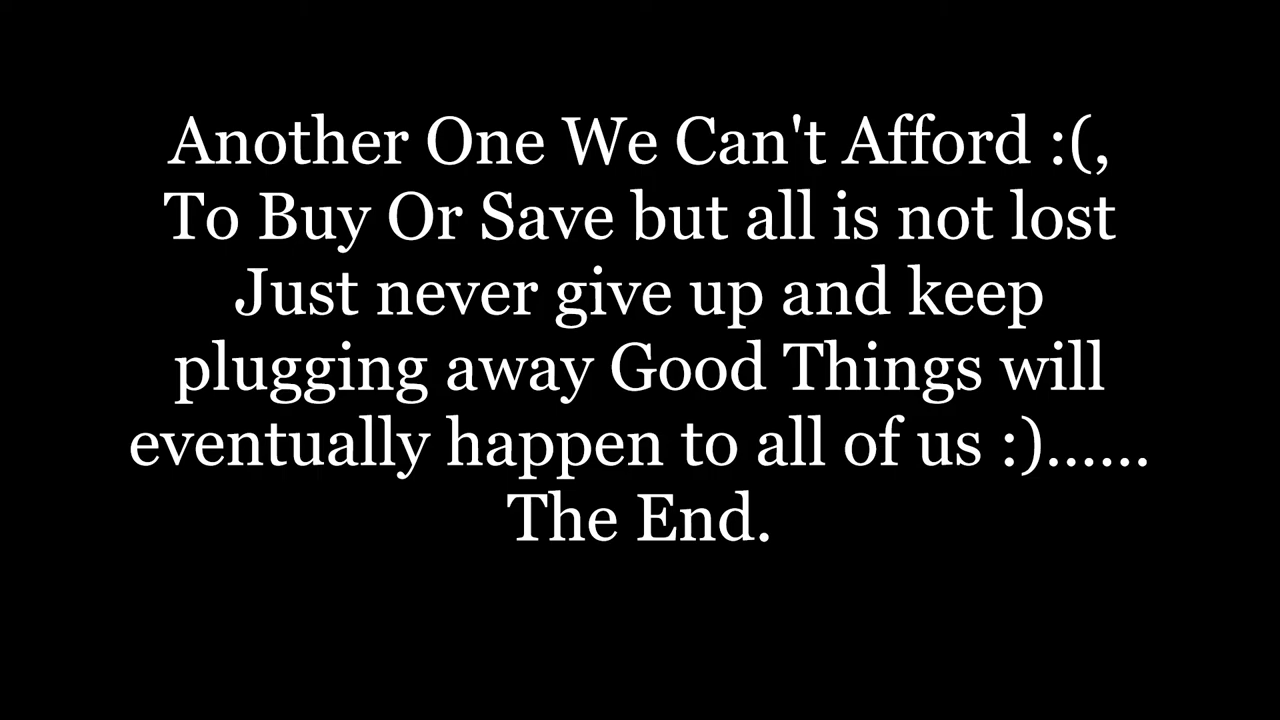 Another One We Can't Afford :(,
To Buy Or Save but all is not lost
Just never give up and keep
plugging away Good Things will
eventually happen to all of us :)......
The End.